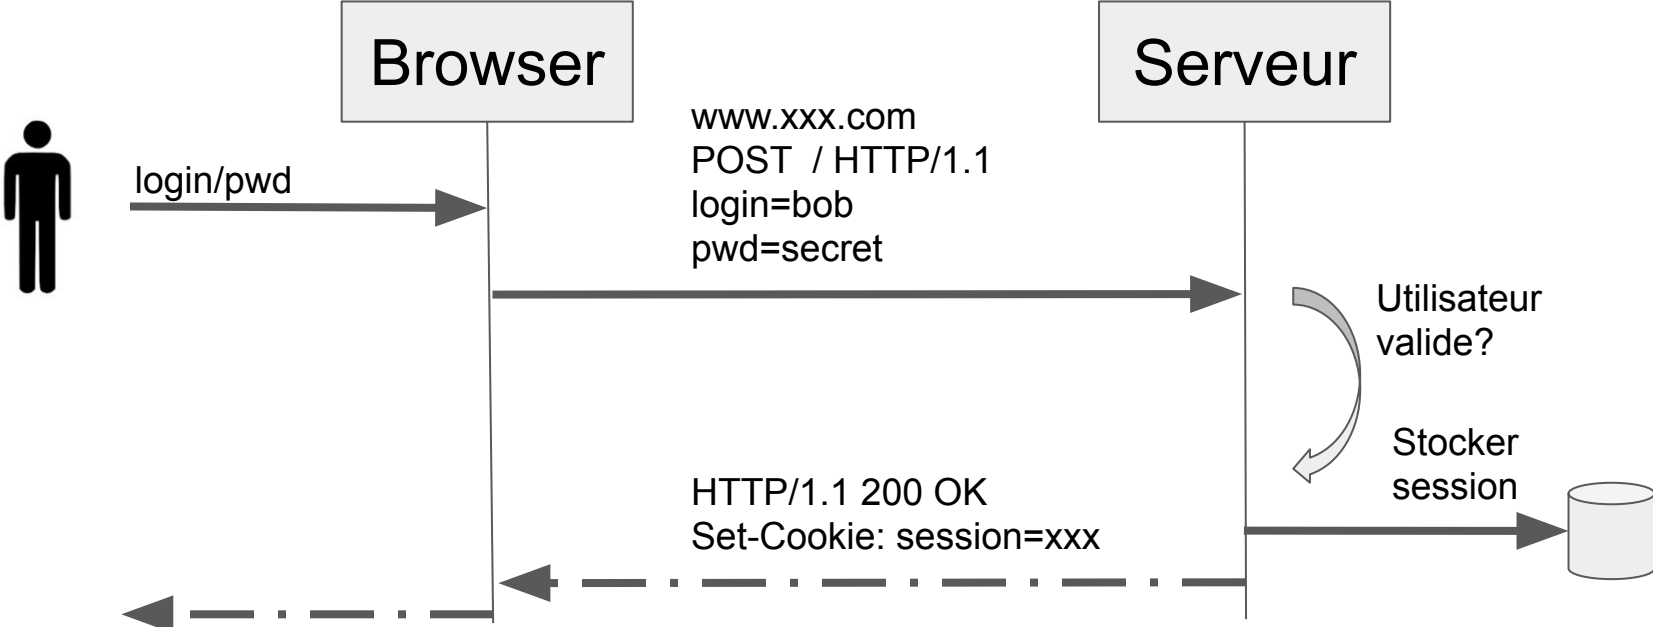 Browser
Serveur
login/pwd
www.xxx.com
POST  / HTTP/1.1
login=bob
pwd=secret
Utilisateur
valide?
Stocker
session
HTTP/1.1 200 OK
Set-Cookie: session=xxx